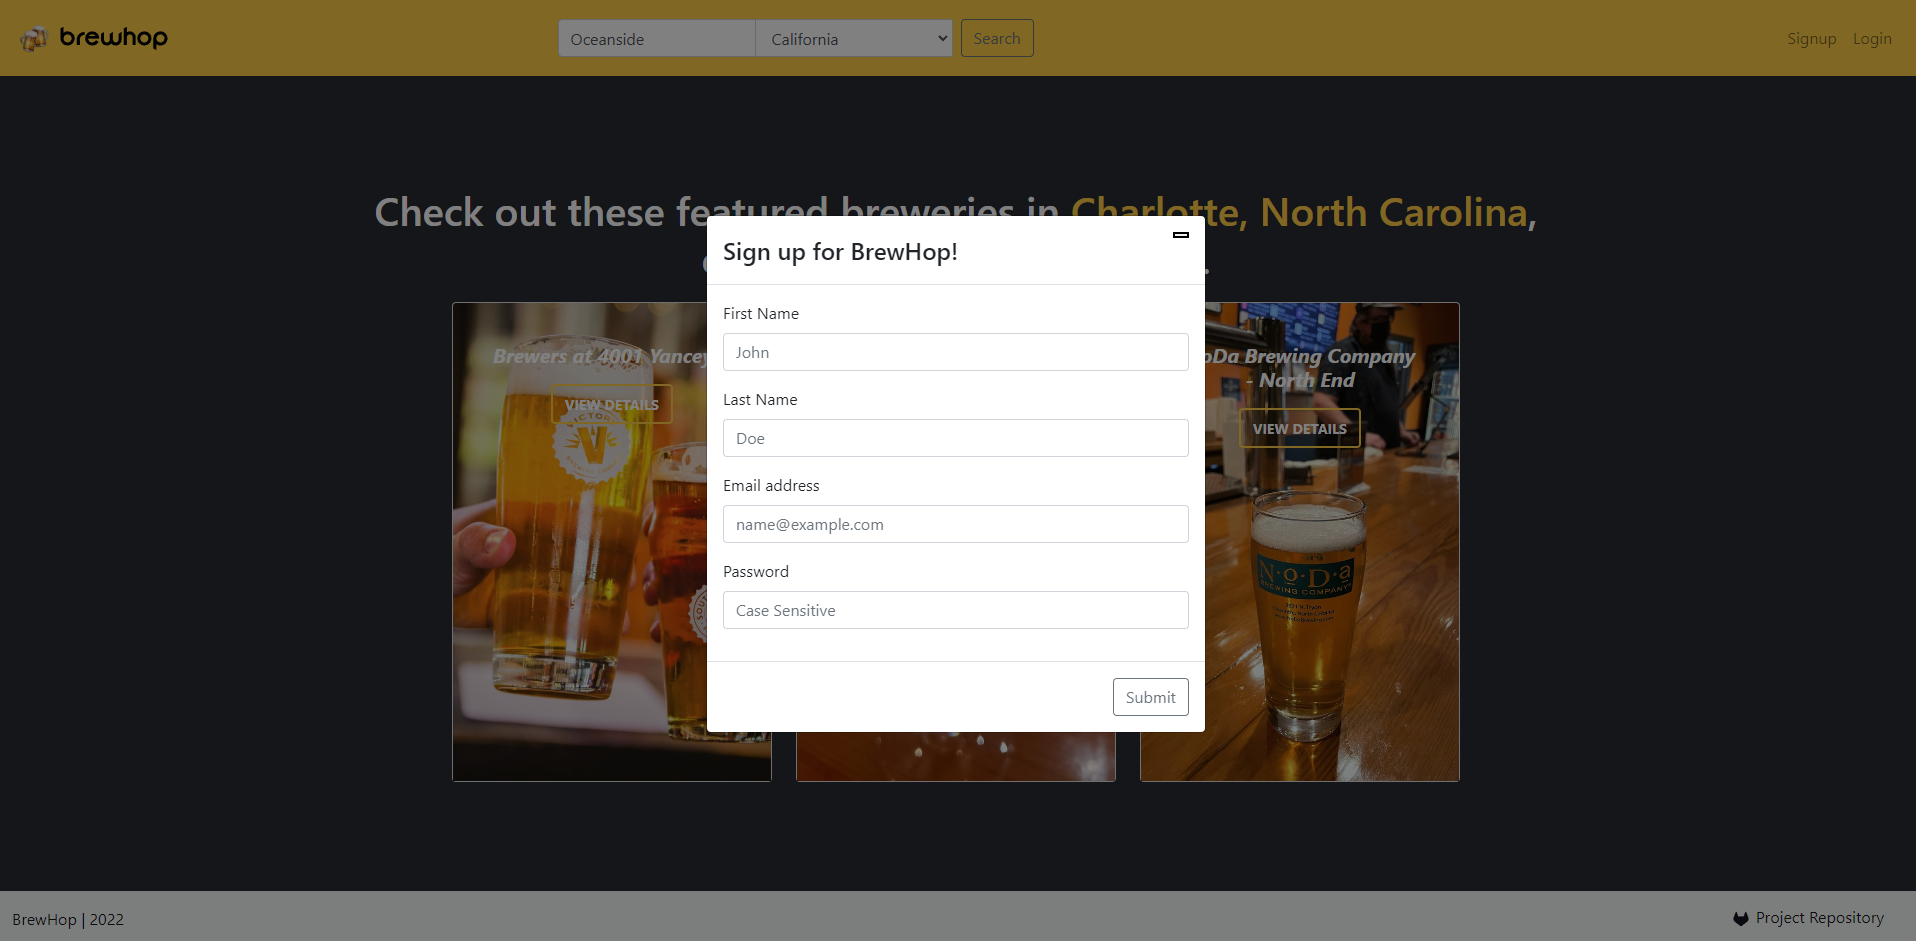 brewhop
Oceanside
California
Search
Signup
Login
Check out these featured breweries in Charlotte, North Carolina,
Sign up for BrewHop!
First Name
John
Last Name
Doe
Email address
name@example.com
Password
Case Sensitive
Submit
Brewers at 4001 Yancey
VIEW DETAILS
V
Brewing Company
- North End
VIEW DETAILS
N·o·D·a
BREWING COMPANY
BrewHop | 2022
Project Repository